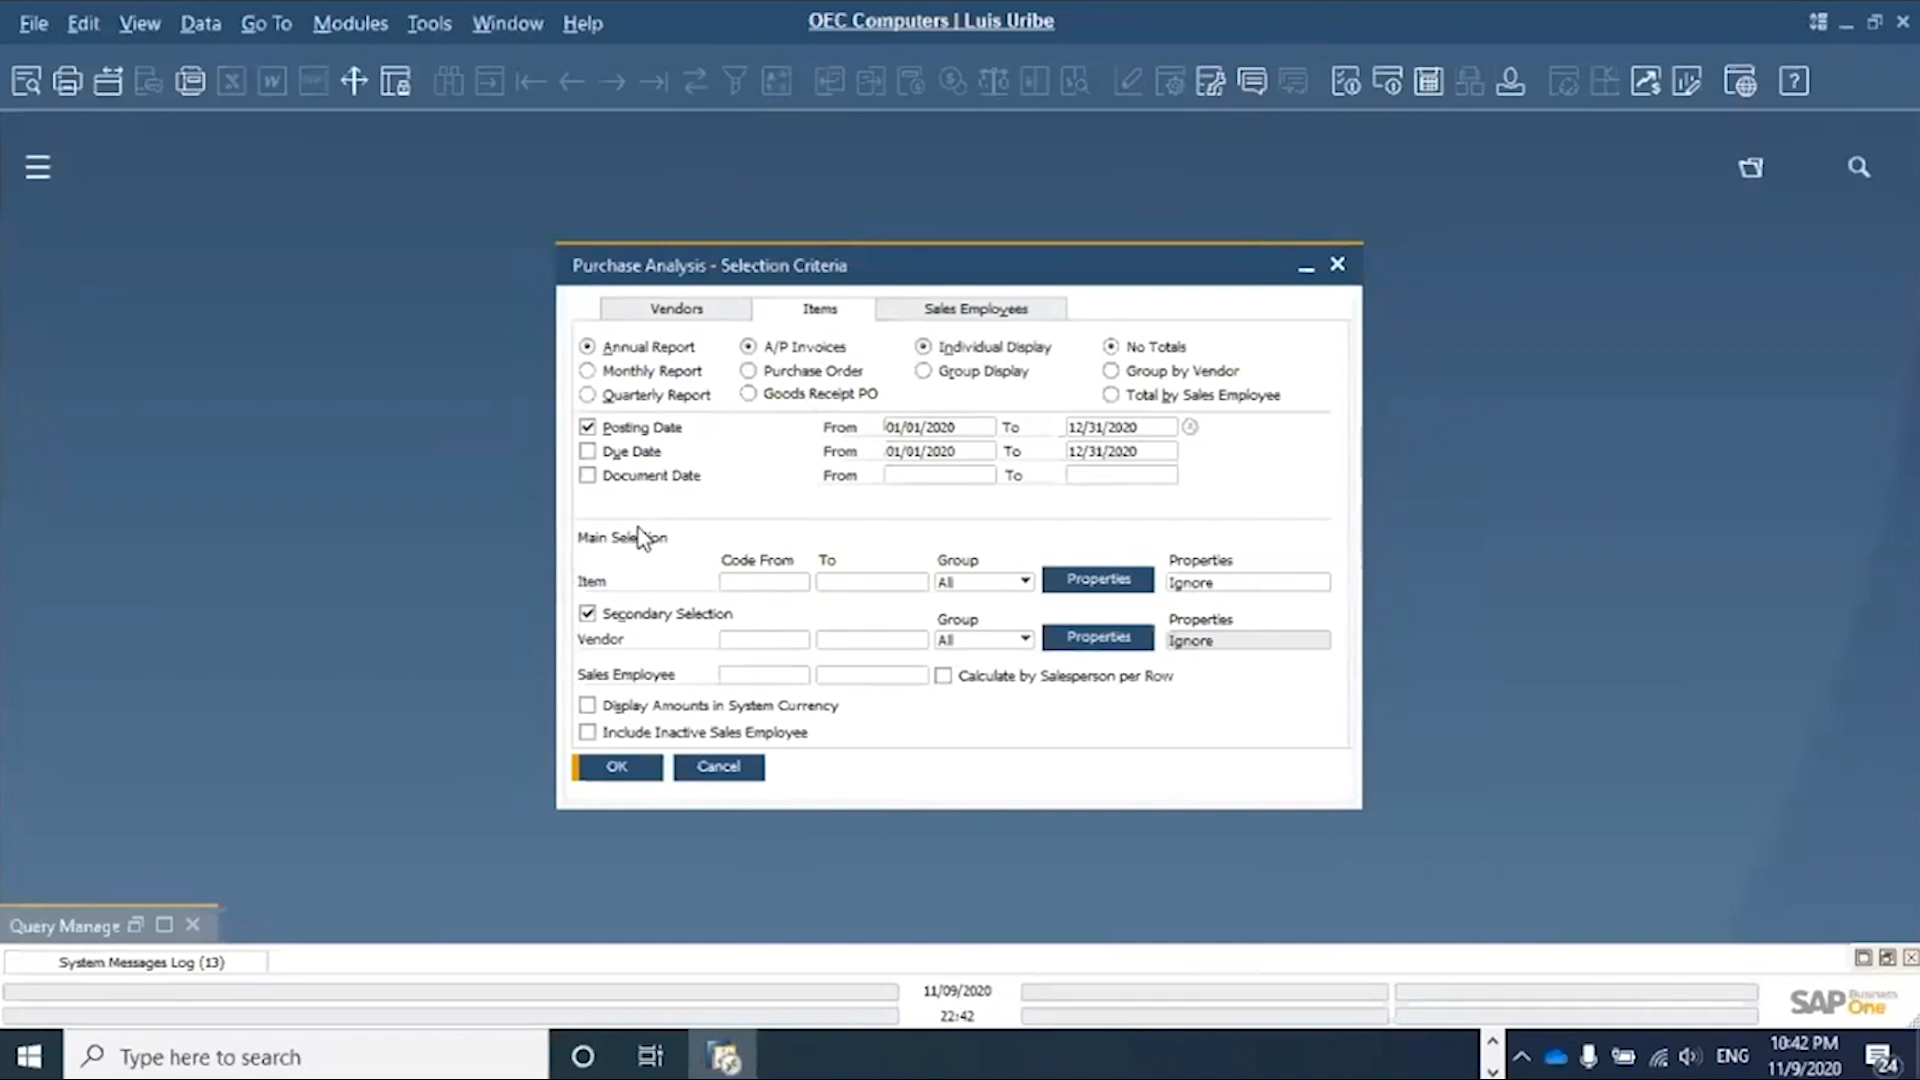 File Edit View Data Go To Modules Tools Window Help
OEC Computers | Luis Uribe
Purchase Analysis - Selection Criteria
Vendors Items Sales Employees
Annual Report A/P Invoices Individual Display No Totals
Monthly Report Purchase Order Group Display Group by Vendor
Quarterly Report Goods Receipt PO Total by Sales Employee
Posting Date From 01/01/2020 To 12/31/2020
Due Date From 01/01/2020 To 12/31/2020
Document Date From To
Main Selection
Code From To Group Properties
Item All Properties Ignore
Secondary Selection Group Properties
Vendor All Properties Ignore
Sales Employee Calculate by Salesperson per Row
Display Amounts in System Currency
Include Inactive Sales Employee
OK Cancel
Query Manage
System Messages Log (13)
11/09/2020
22:42
SAP Business One
Type here to search
ENG
10:42 PM
11/9/2020
24